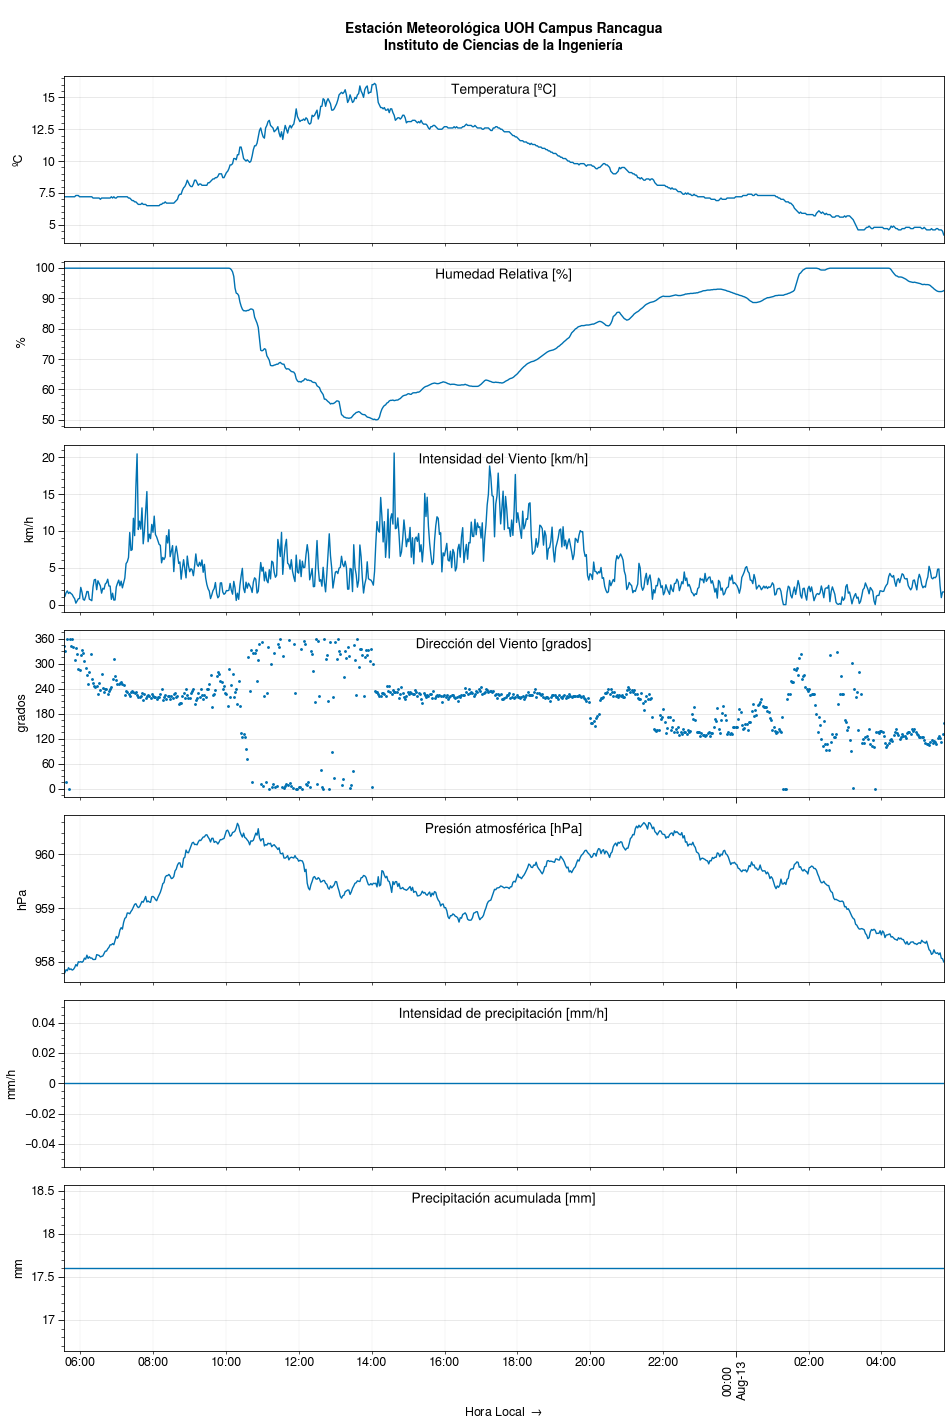 Estación Meteorológica UOH Campus Rancagua
Instituto de Ciencias de la Ingeniería
Temperatura [ºC]
15
12.5
10
7.5
5
ºC
Humedad Relativa [%]
100
90
80
70
60
50
%
Intensidad del Viento [km/h]
20
15
10
5
0
km/h
Dirección del Viento [grados]
360
300
240
180
120
60
0
grados
Presión atmosférica [hPa]
960
959
958
hPa
Intensidad de precipitación [mm/h]
0.04
0.02
0
−0.02
−0.04
mm/h
Precipitación acumulada [mm]
18.5
18
17.5
17
mm
06:00 08:00 10:00 12:00 14:00 16:00 18:00 20:00 22:00 00:00 02:00 04:00
Aug-13
Hora Local →